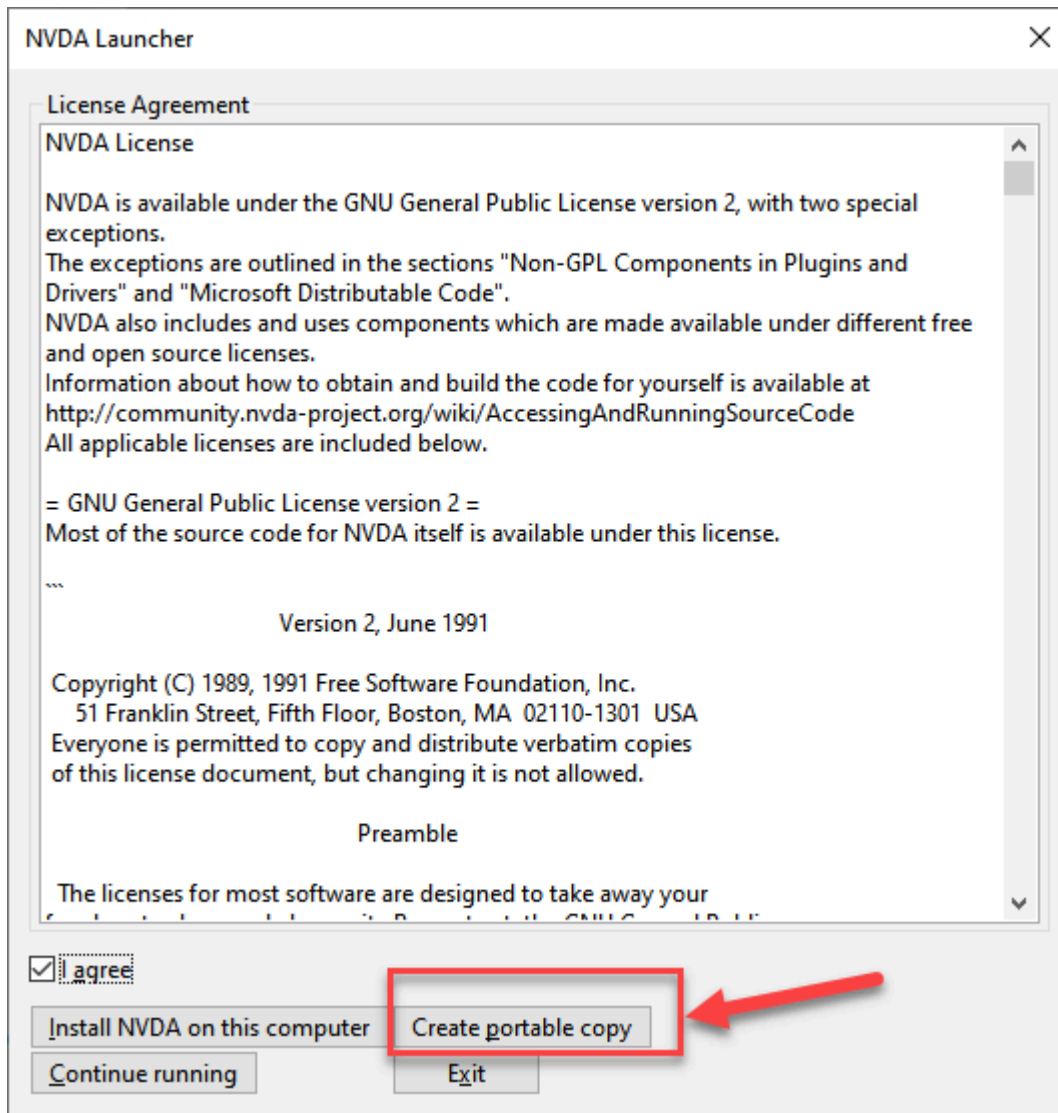 NVDA Launcher
License Agreement
NVDA License
NVDA is available under the GNU General Public License version 2, with two special
exceptions.
The exceptions are outlined in the sections "Non-GPL Components in Plugins and
Drivers" and "Microsoft Distributable Code".
NVDA also includes and uses components which are made available under different free
and open source licenses.
Information about how to obtain and build the code for yourself is available at
http://community.nvda-project.org/wiki/AccessingAndRunningSourceCode
All applicable licenses are included below.
= GNU General Public License version 2 =
Most of the source code for NVDA itself is available under this license.
```
Version 2, June 1991
Copyright (C) 1989, 1991 Free Software Foundation, Inc.
51 Franklin Street, Fifth Floor, Boston, MA  02110-1301  USA
Everyone is permitted to copy and distribute verbatim copies
of this license document, but changing it is not allowed.
Preamble
The licenses for most software are designed to take away your
I agree
Install NVDA on this computer
Create portable copy
Continue running
Exit